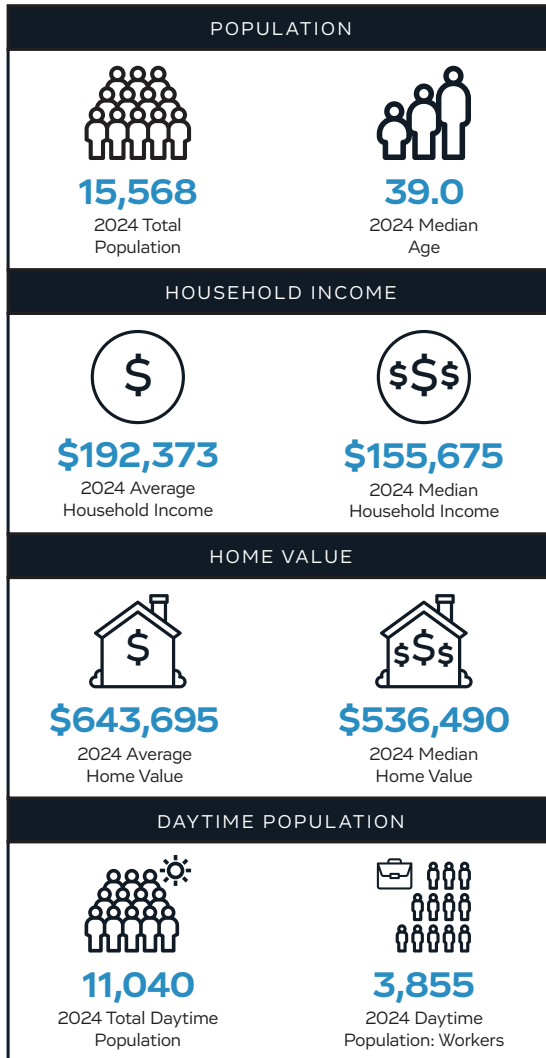 POPULATION
15,568
2024 Total
Population
39.0
2024 Median
Age
HOUSEHOLD INCOME
$
$192,373
2024 Average
Household Income
$$$
$155,675
2024 Median
Household Income
HOME VALUE
$
$643,695
2024 Average
Home Value
$$$
$536,490
2024 Median
Home Value
DAYTIME POPULATION
11,040
2024 Total Daytime
Population
3,855
2024 Daytime
Population: Workers